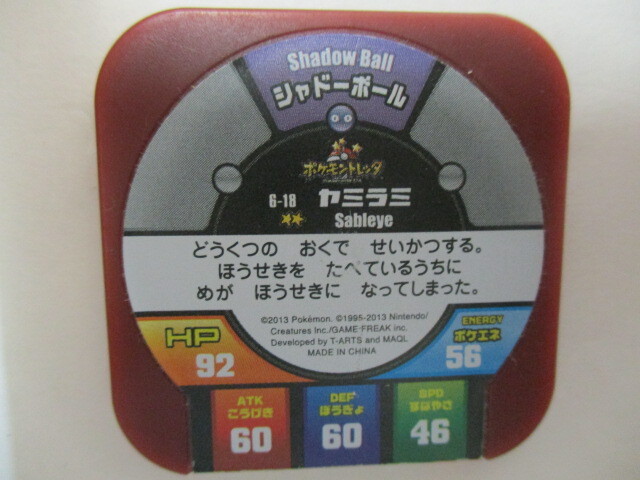 Shadow Ball
シャドーボール
ポケモントレッタ
6-18 ヤミラミ
Sableye
どうくつの おくで せいかつする。
ほうせきを たべているうちに
めが ほうせきに なってしまった。
©2013 Pokémon. ©1995-2013 Nintendo/
Creatures Inc./GAME FREAK inc.
Developed by T-ARTS and MAQL
MADE IN CHINA
HP
92
ENERGY
ポケエネ
56
ATK
こうげき
60
DEF
ぼうぎょ
60
SPD
すばやさ
46